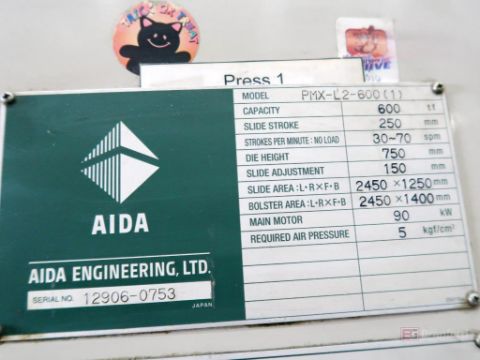 TRICK OR TREAT
Press 1
MODEL PMX-L2-600(1)
CAPACITY 600 tf
SLIDE STROKE 250 mm
STROKES PER MINUTE: NO LOAD 30~70 spm
DIE HEIGHT 750 mm
SLIDE ADJUSTMENT 150 mm
SLIDE AREA: L·R×F·B 2450×1250 mm
BOLSTER AREA: L·R×F·B 2450×1400 mm
MAIN MOTOR 90 kW
REQUIRED AIR PRESSURE 5 kgf/cm²
AIDA
AIDA ENGINEERING, LTD.
SERIAL NO. 12906-0753
JAPAN